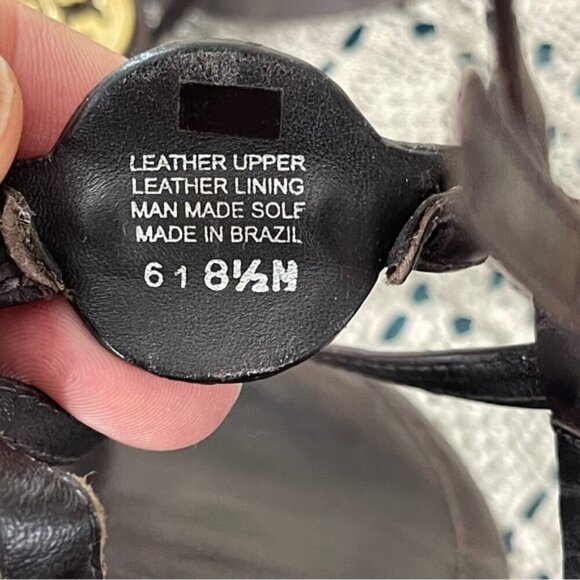 LEATHER UPPER
LEATHER LINING
MAN MADE SOLE
MADE IN BRAZIL
6 1 8½M